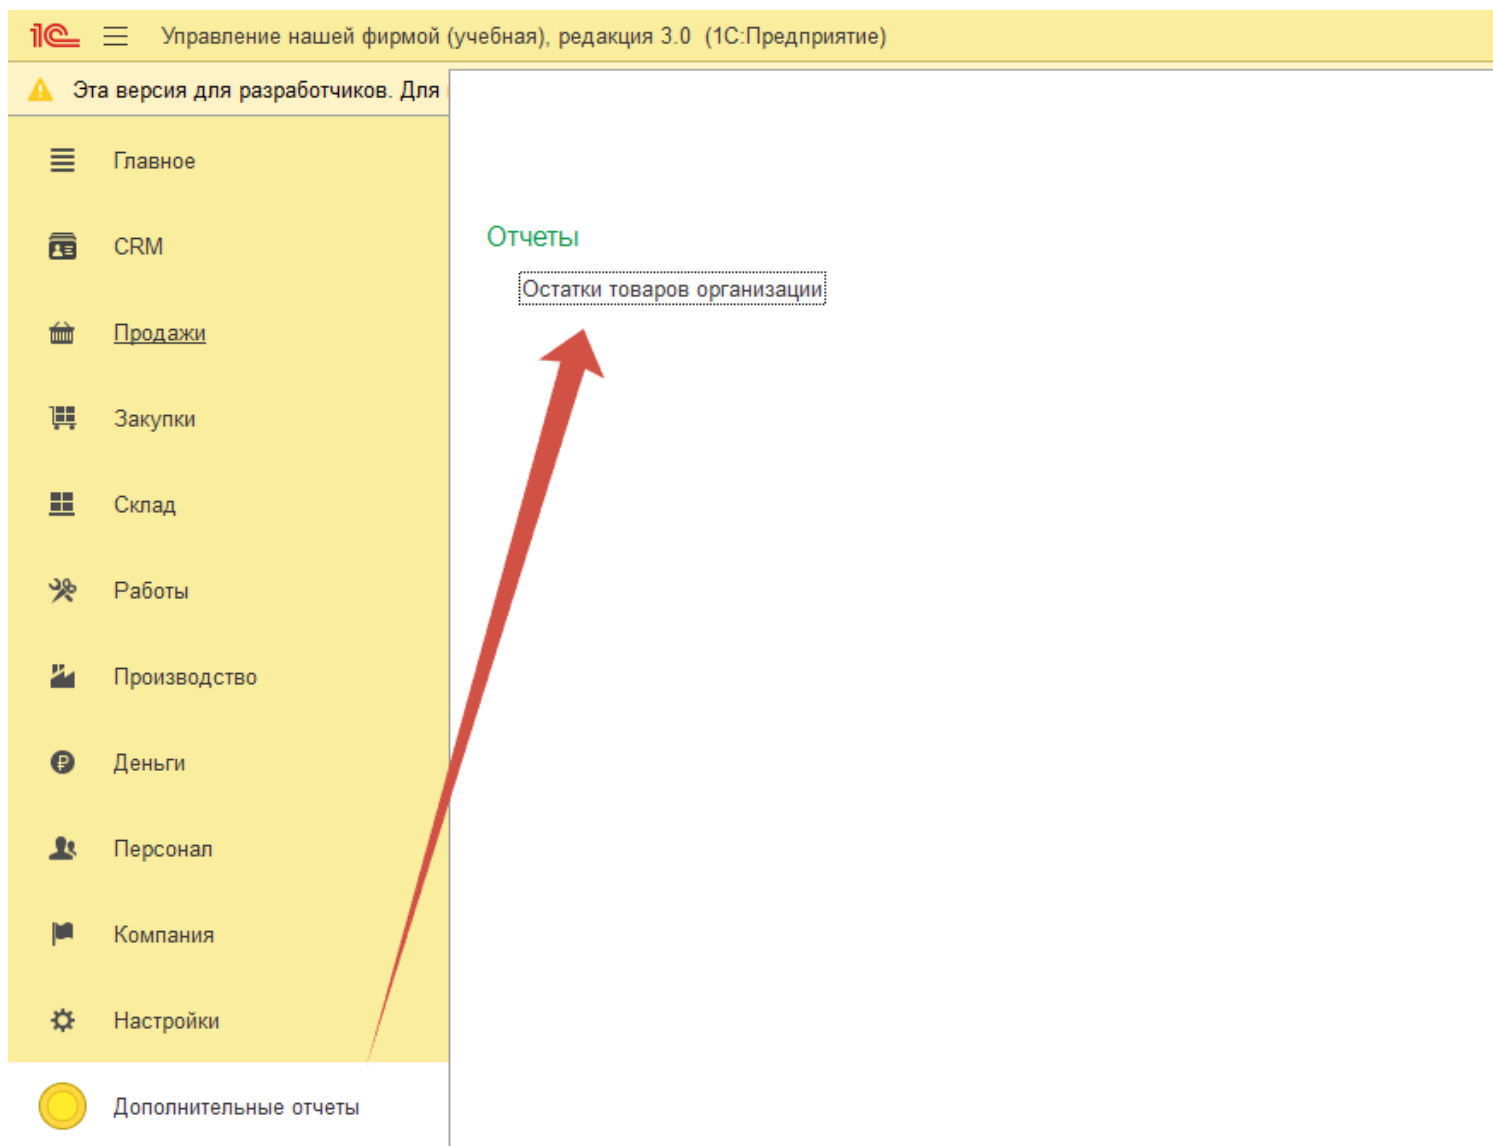 1С Управление нашей фирмой (учебная), редакция 3.0 (1С:Предприятие)
Эта версия для разработчиков. Для
Главное
CRM
Продажи
Закупки
Склад
Работы
Производство
Деньги
Персонал
Компания
Настройки
Дополнительные отчеты
Отчеты
Остатки товаров организации